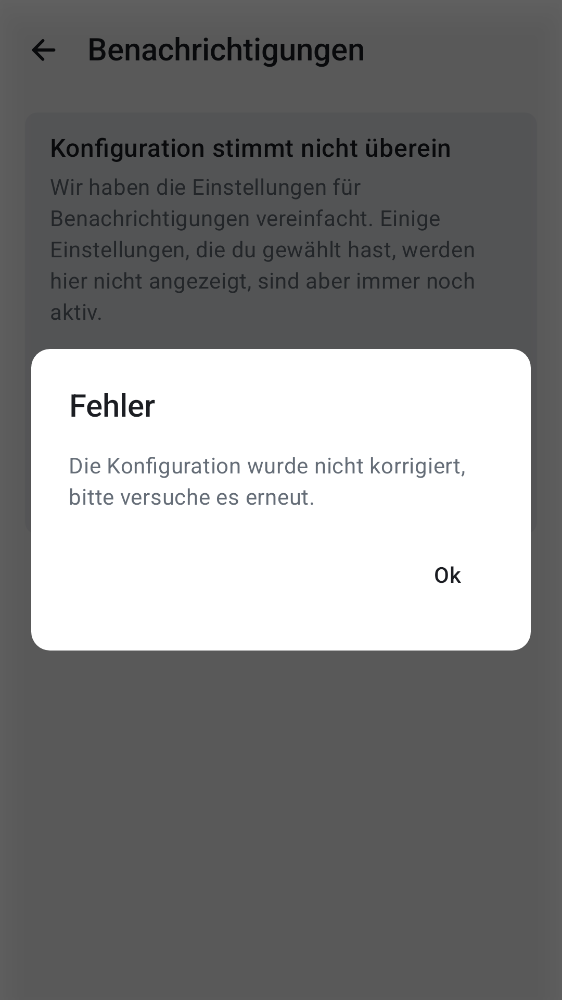 Benachrichtigungen
Konfiguration stimmt nicht überein
Wir haben die Einstellungen für
Benachrichtigungen vereinfacht. Einige
Einstellungen, die du gewählt hast, werden
hier nicht angezeigt, sind aber immer noch
aktiv.
Fehler
Die Konfiguration wurde nicht korrigiert,
bitte versuche es erneut.
Ok